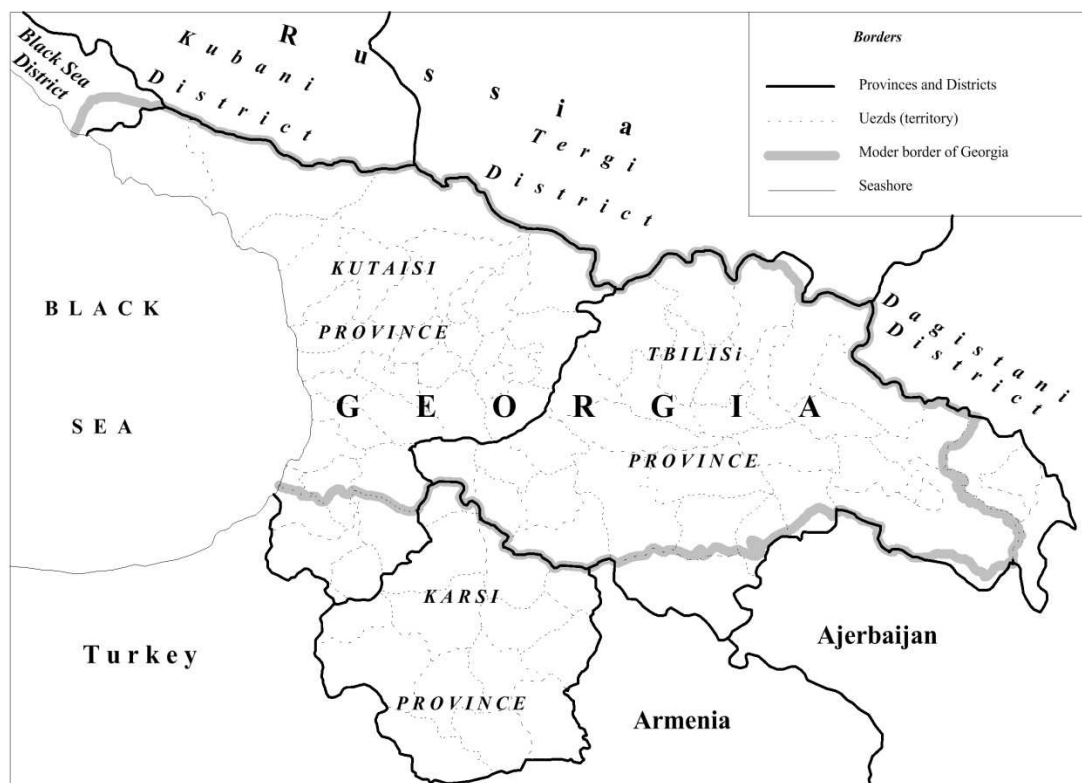 Borders
Provinces and Districts
Uezds (territory)
Moder border of Georgia
Seashore
Russia
Black Sea
District
Kubani
District
Tergi
District
Dagistani
District
KUTAISI
PROVINCE
BLACK
SEA
TBILISi
PROVINCE
GEORGIA
KARSI
PROVINCE
Turkey
Armenia
Ajerbaijan